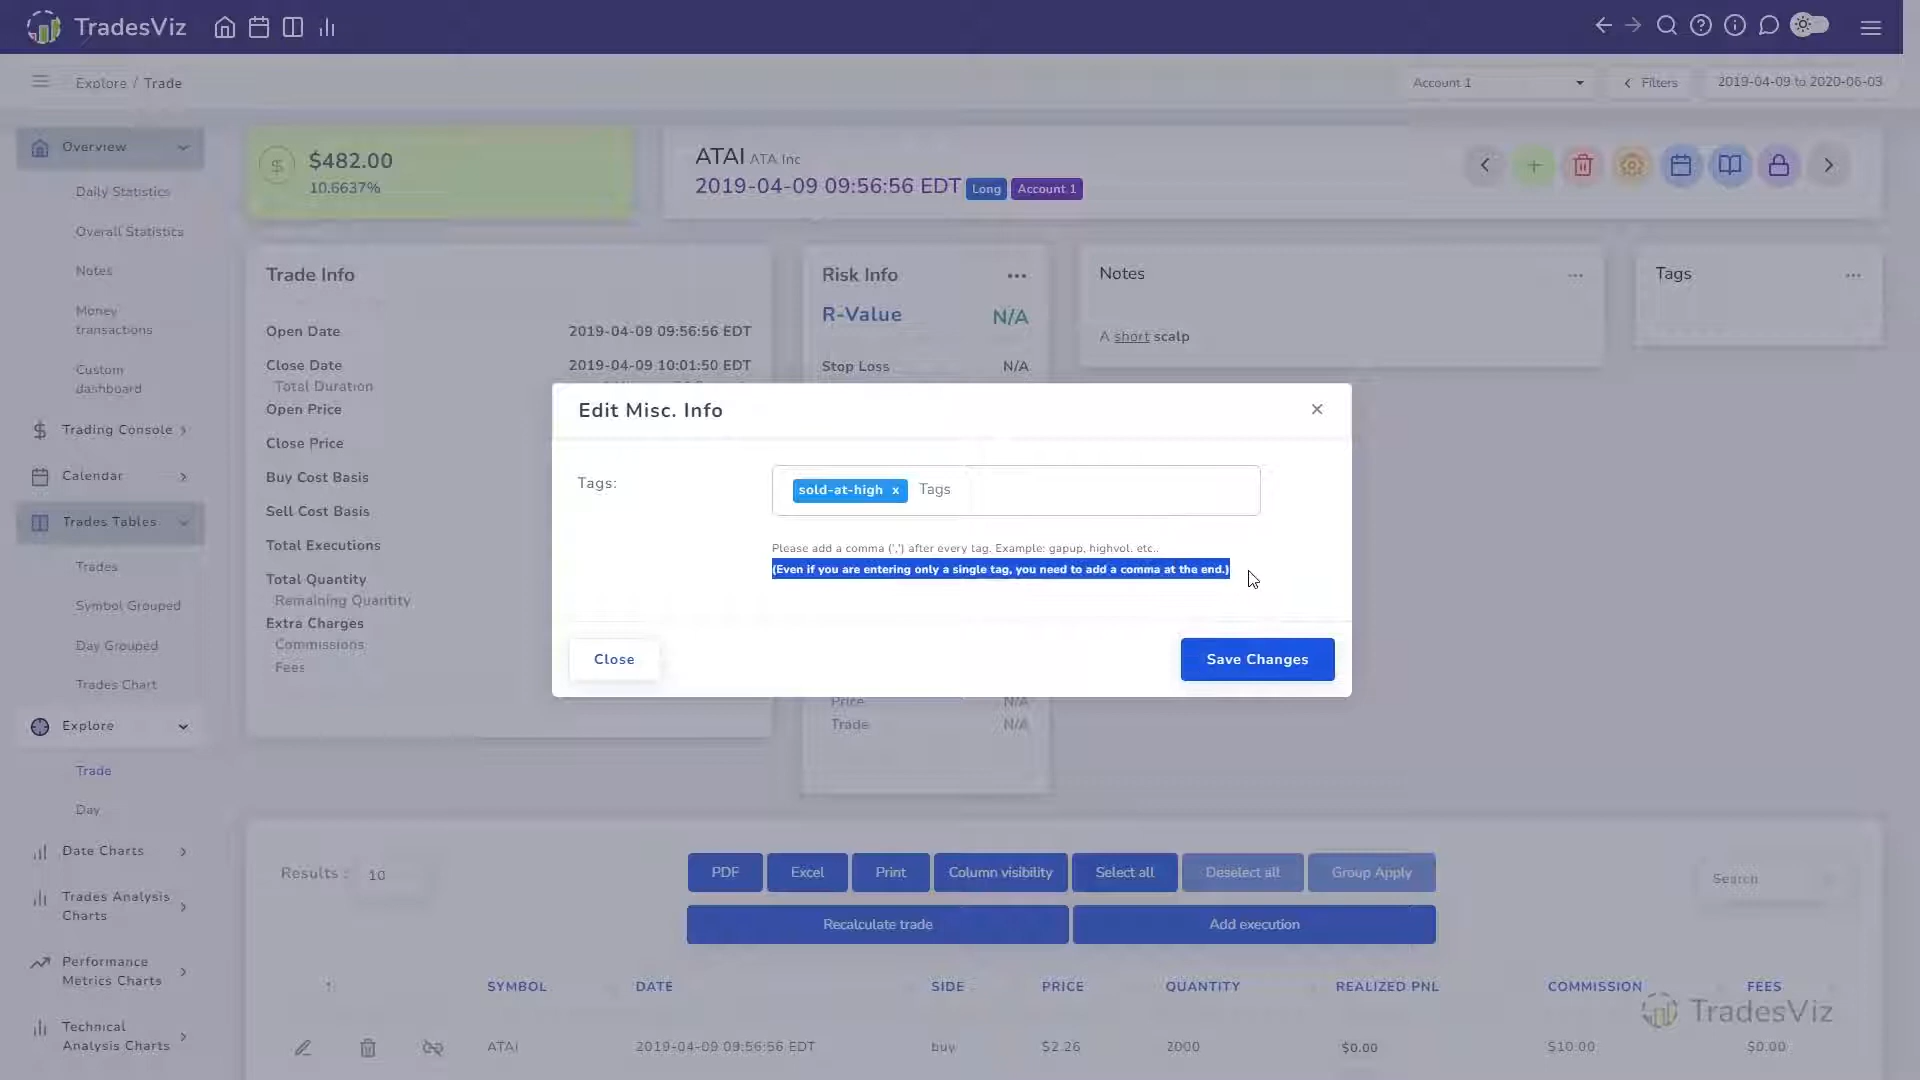 TradesViz
Explore / Trade
Account 1
Filters
2019-04-09 to 2020-06-03
Overview
Daily Statistics
Overall Statistics
Notes
Money
transactions
Custom
dashboard
Trading Console
Calendar
Trades Tables
Trades
Symbol Grouped
Day Grouped
Trades Chart
Explore
Trade
Day
Date Charts
Trades Analysis
Charts
Performance
Metrics Charts
Technical
Analysis Charts
$482.00
10.6637%
ATAI ATA Inc
2019-04-09 09:56:56 EDT Long Account 1
Trade Info
Open Date 2019-04-09 09:56:56 EDT
Close Date 2019-04-09 10:01:50 EDT
Total Duration
Open Price
Close Price
Buy Cost Basis
Sell Cost Basis
Total Executions
Total Quantity
Remaining Quantity
Extra Charges
Commissions
Fees
Risk Info
R-Value N/A
Stop Loss N/A
Price N/A
Trade N/A
Notes
A short scalp
Tags
Edit Misc. Info
×
Tags:
sold-at-high x Tags
Please add a comma (',') after every tag. Example: gapup, highvol, etc..
(Even if you are entering only a single tag, you need to add a comma at the end.)
Close
Save Changes
Results : 10
PDF
Excel
Print
Column visibility
Select all
Deselect all
Group Apply
Search
Recalculate trade
Add execution
SYMBOL DATE SIDE PRICE QUANTITY REALIZED PNL COMMISSION FEES
ATAI 2019-04-09 09:56:56 EDT buy $2.26 2000 $0.00 $10.00 $0.00
TradesViz